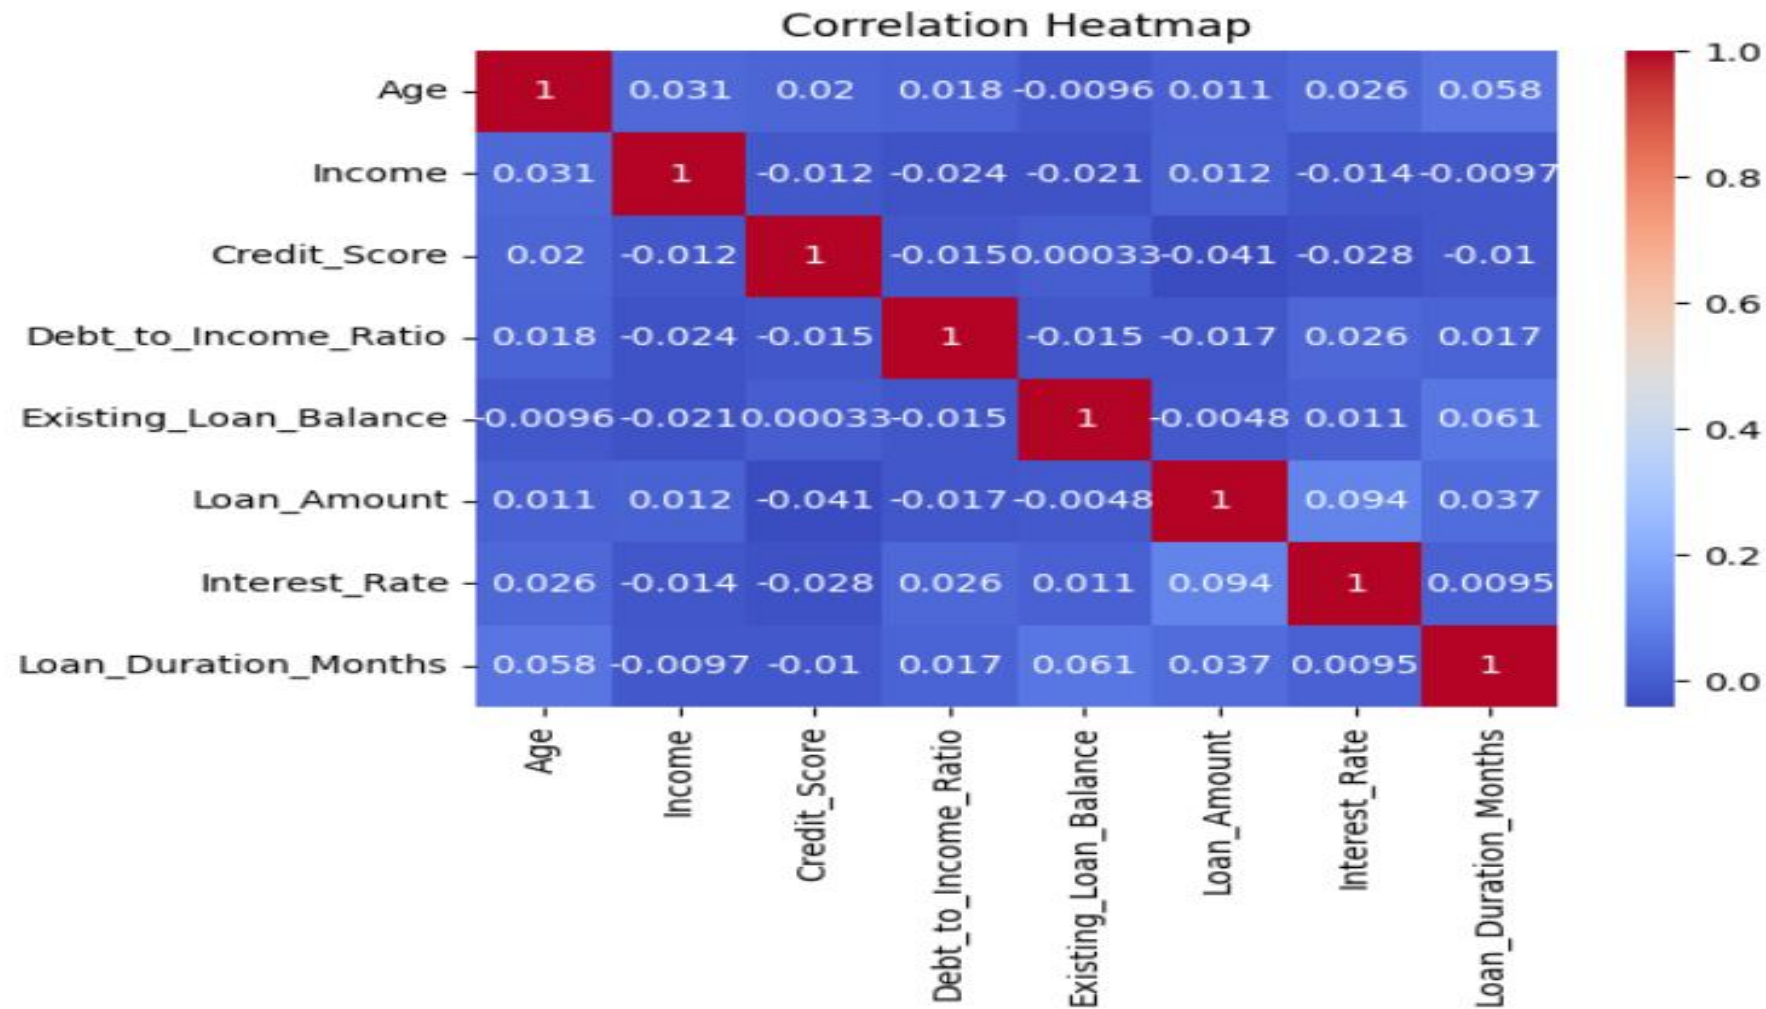 Correlation Heatmap
Age 1 0.031 0.02 0.018 -0.0096 0.011 0.026 0.058
Income 0.031 1 -0.012 -0.024 -0.021 0.012 -0.014 -0.0097
Credit_Score 0.02 -0.012 1 -0.015 0.00033 -0.041 -0.028 -0.01
Debt_to_Income_Ratio 0.018 -0.024 -0.015 1 -0.015 -0.017 0.026 0.017
Existing_Loan_Balance -0.0096 -0.021 0.00033 -0.015 1 -0.0048 0.011 0.061
Loan_Amount 0.011 0.012 -0.041 -0.017 -0.0048 1 0.094 0.037
Interest_Rate 0.026 -0.014 -0.028 0.026 0.011 0.094 1 0.0095
Loan_Duration_Months 0.058 -0.0097 -0.01 0.017 0.061 0.037 0.0095 1
Age
Income
Credit_Score
Debt_to_Income_Ratio
Existing_Loan_Balance
Loan_Amount
Interest_Rate
Loan_Duration_Months
1.0
0.8
0.6
0.4
0.2
0.0